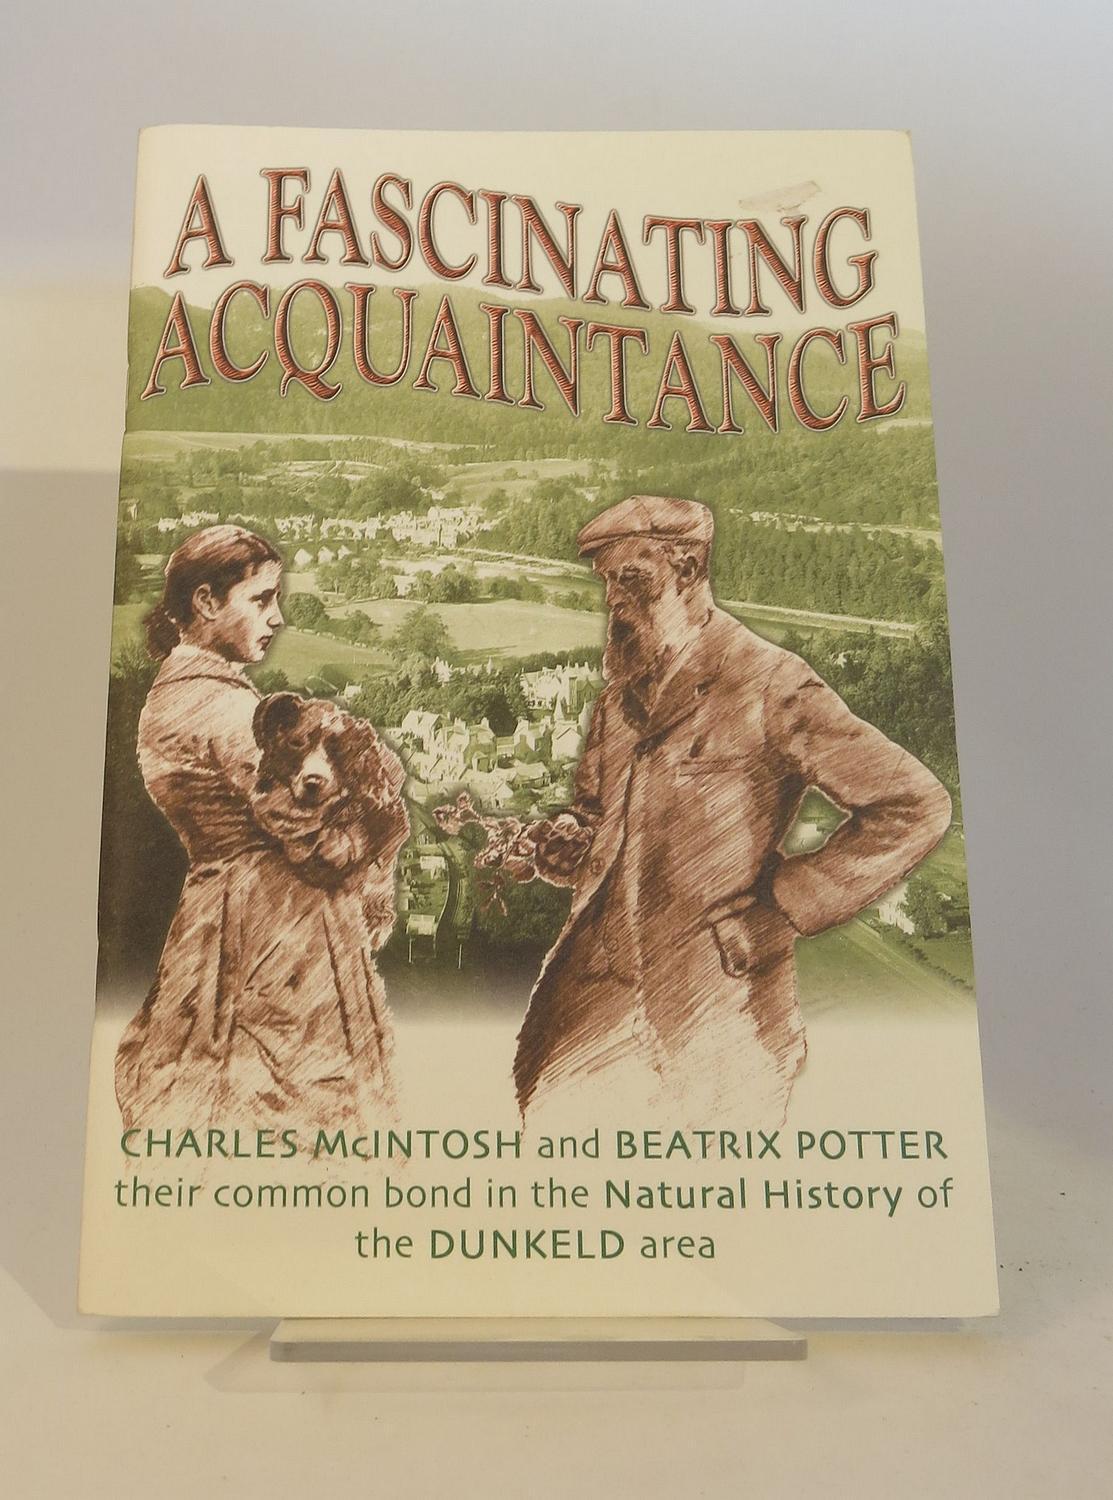 A FASCINATING
ACQUAINTANCE
CHARLES McINTOSH and BEATRIX POTTER
their common bond in the Natural History of
the DUNKELD area